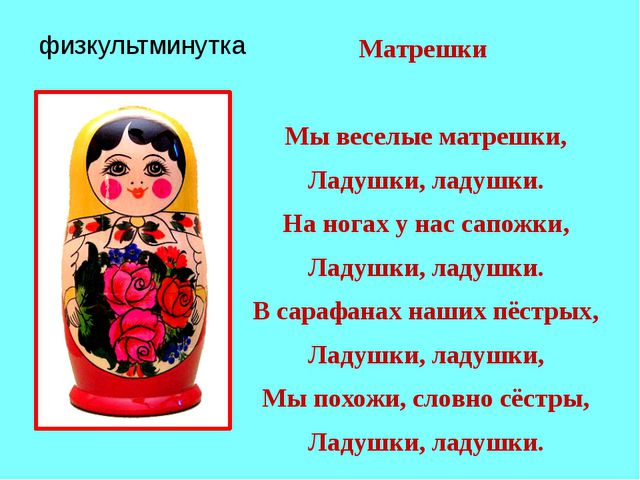 физкультминутка
Матрешки
Мы веселые матрешки,
Ладушки, ладушки.
На ногах у нас сапожки,
Ладушки, ладушки.
В сарафанах наших пёстрых,
Ладушки, ладушки,
Мы похожи, словно сёстры,
Ладушки, ладушки.